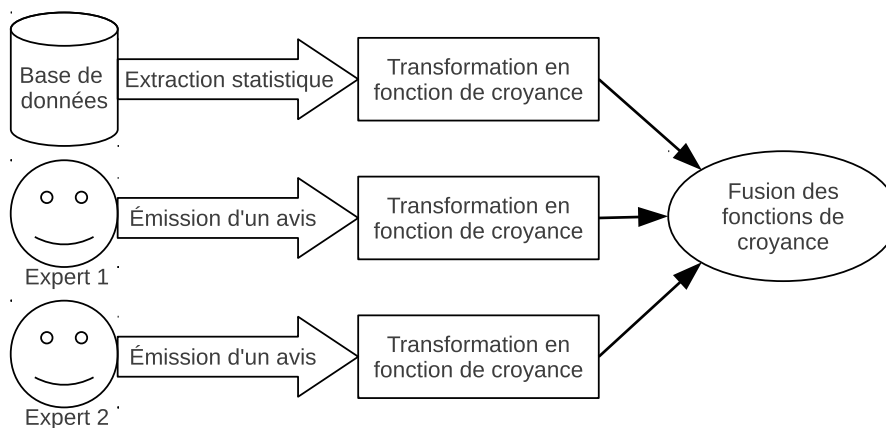 Base de
données
Extraction statistique
Transformation en
fonction de croyance
Émission d'un avis
Expert 1
Transformation en
fonction de croyance
Fusion des
fonctions de
croyance
Émission d'un avis
Expert 2
Transformation en
fonction de croyance